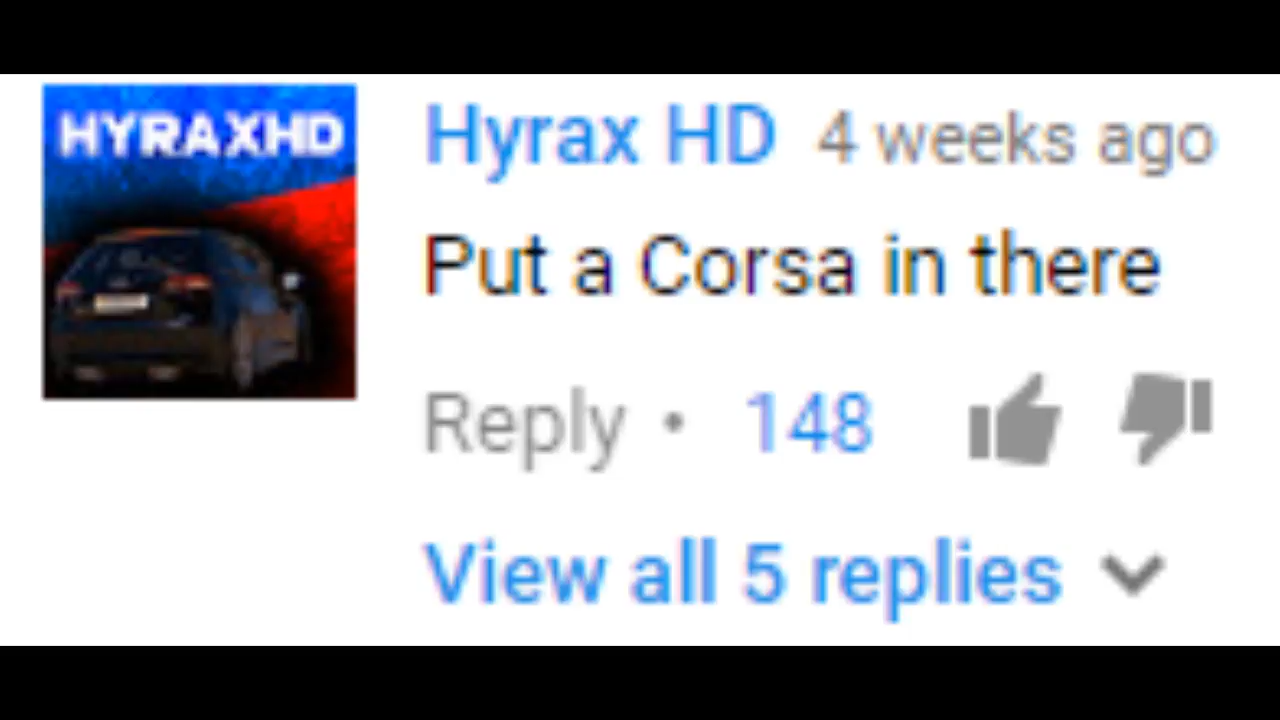 HYRAXHD
Hyrax HD 4 weeks ago
Put a Corsa in there
Reply • 148
View all 5 replies